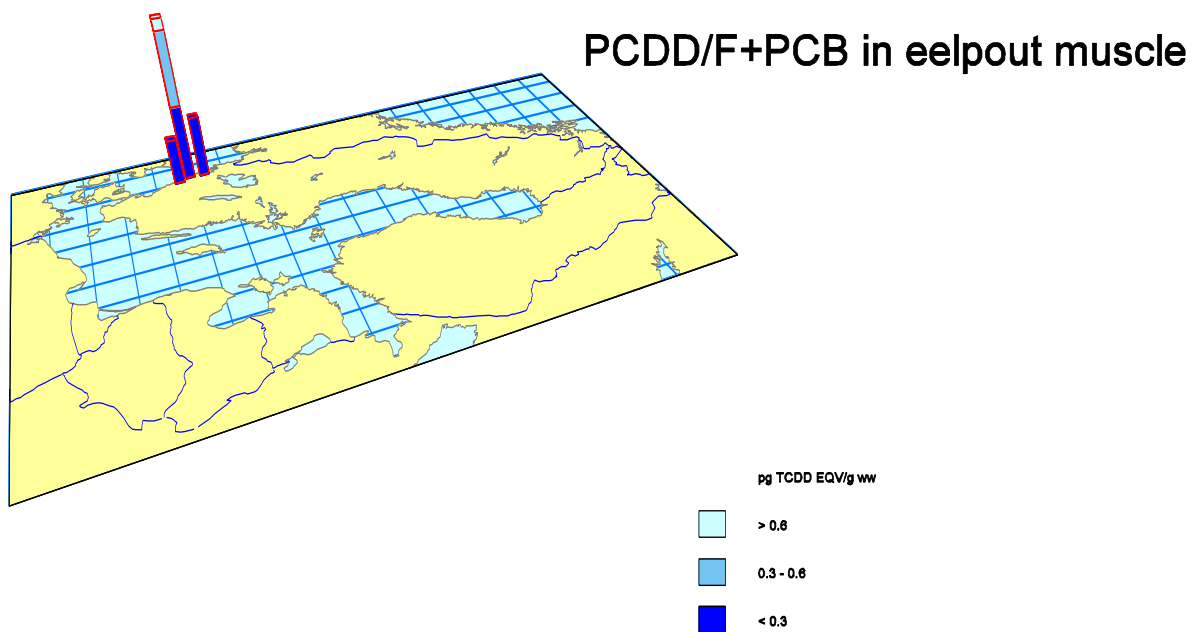 PCDD/F+PCB in eelpout muscle
pg TCDD EQV/g ww
> 0.6
0.3 - 0.6
< 0.3